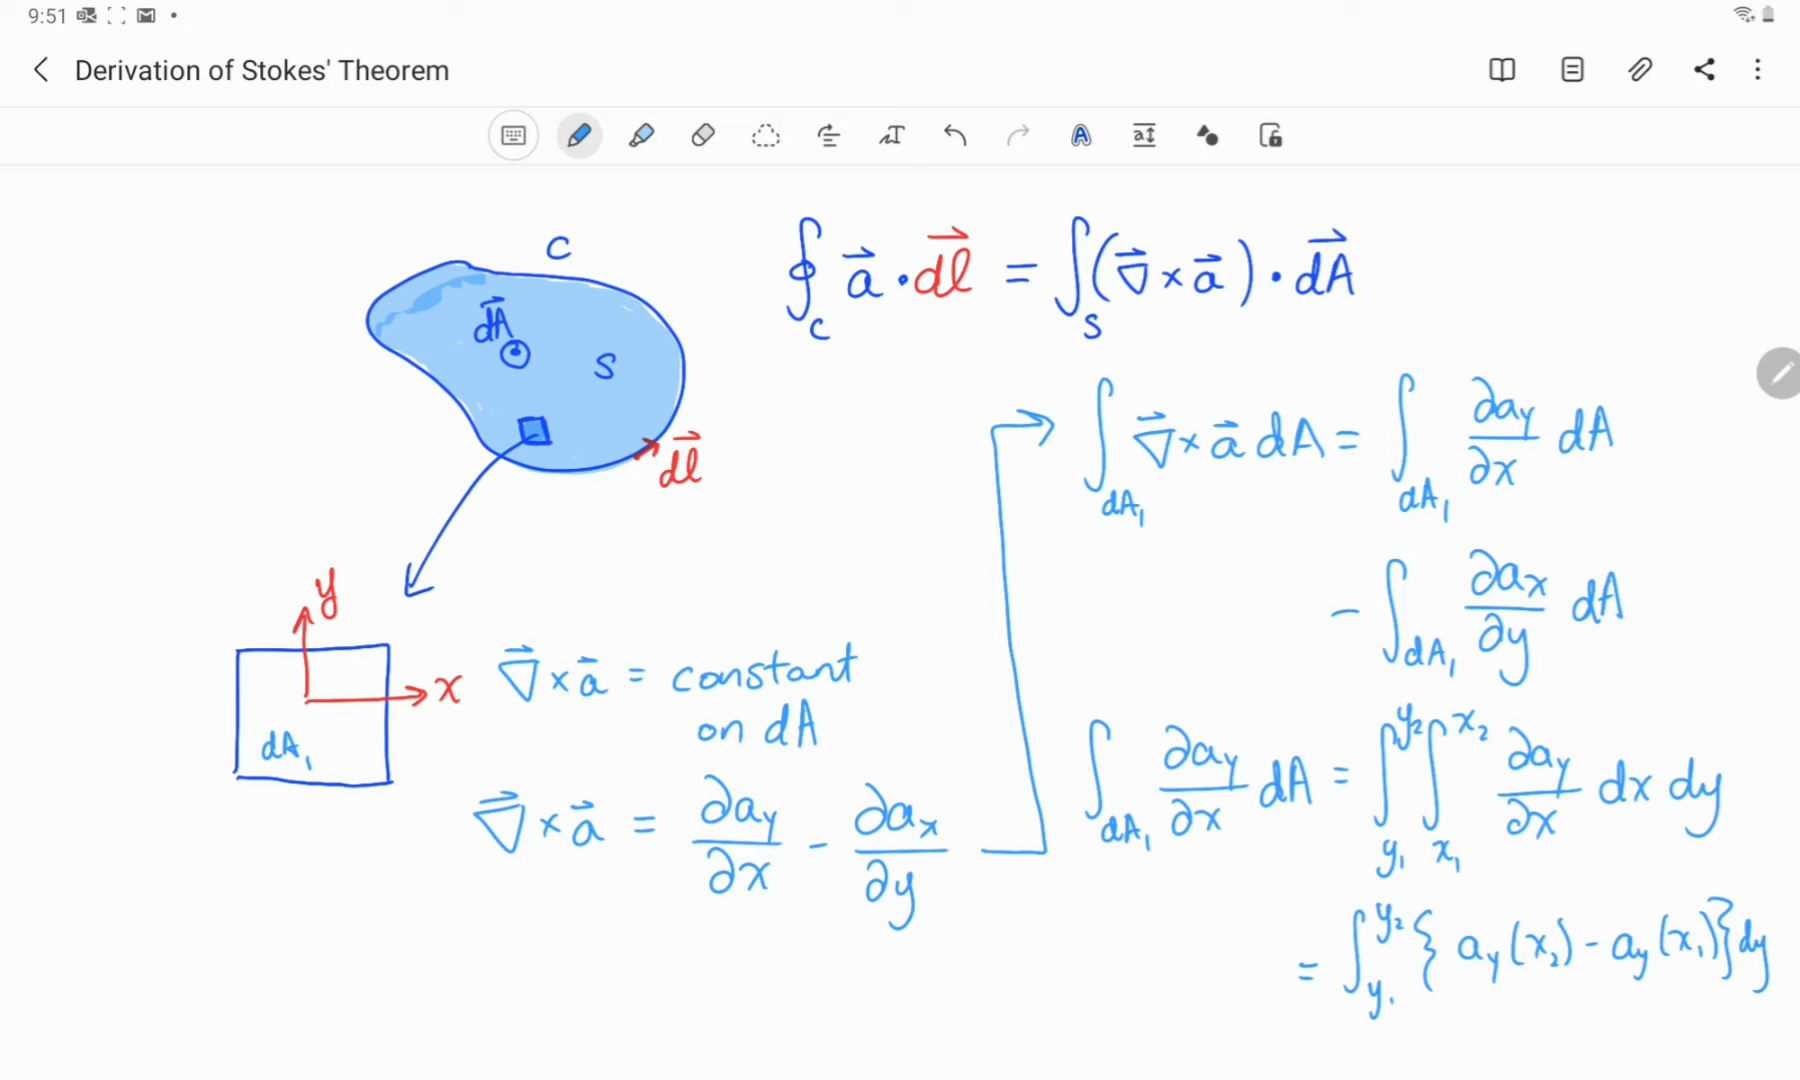 9:51
Derivation of Stokes' Theorem
C
∮_C a⃗ · dl⃗ = ∫_S (∇⃗ × a⃗) · dA⃗
dA⃗
S
dl⃗
∫_{dA₁} ∇⃗ × a⃗ dA = ∫_{dA₁} ∂a_y/∂x dA
− ∫_{dA₁} ∂a_x/∂y dA
y
x
dA₁
∇⃗ × a⃗ = constant
on dA
∇⃗ × a⃗ = ∂a_y/∂x − ∂a_x/∂y
∫_{dA₁} ∂a_y/∂x dA = ∫_{y₁}^{y₂} ∫_{x₁}^{x₂} ∂a_y/∂x dx dy
= ∫_{y₁}^{y₂} { a_y(x₂) − a_y(x₁) } dy